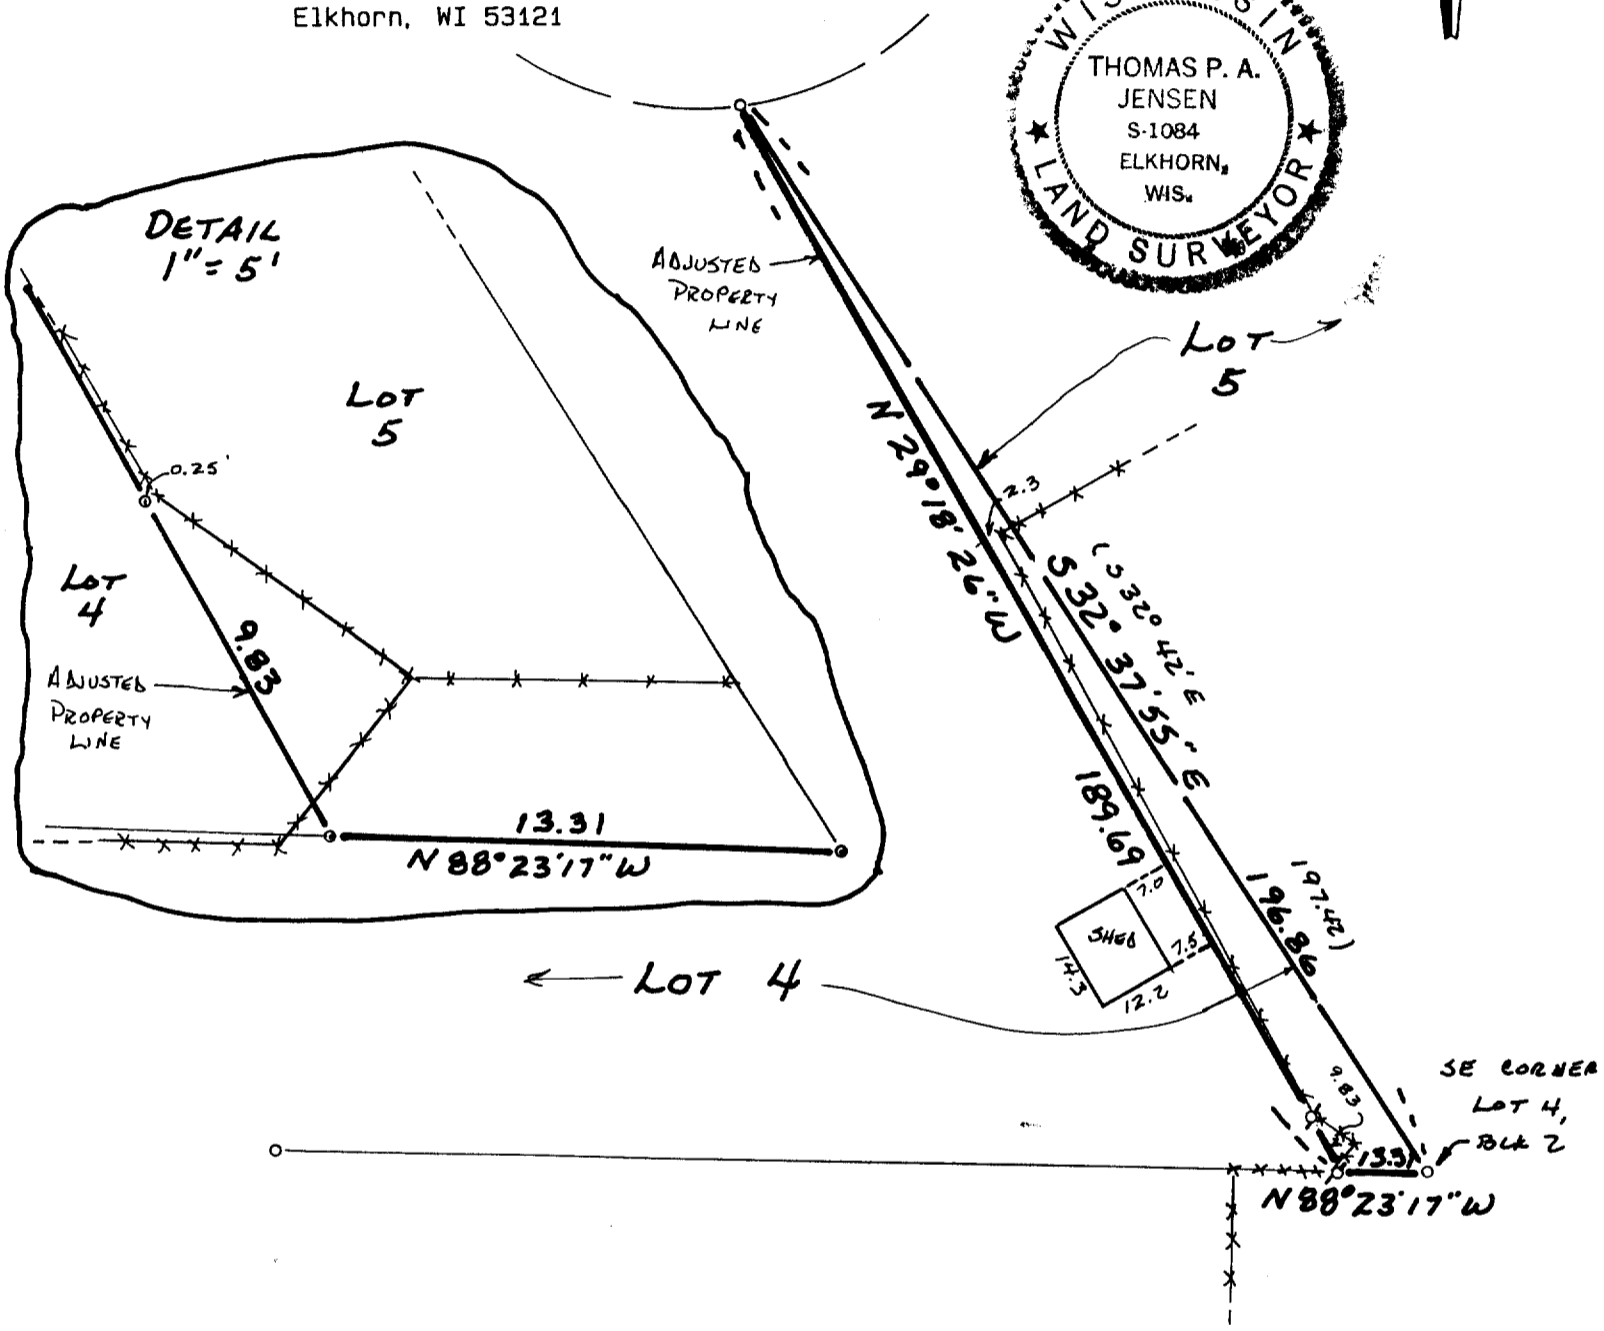 Elkhorn, WI 53121
THOMAS P. A.
JENSEN
S-1084
ELKHORN,
WIS.
LAND SURVEYOR
DETAIL
1" = 5'
LOT
5
0.25'
LOT
4
9.83
ADJUSTED
PROPERTY
LINE
13.31
N 88° 23' 17" W
ADJUSTED
PROPERTY
LINE
LOT
5
N 29° 18' 26" W
2.3
(S 32° 42' E
S 32° 37' 55" E
189.69
197.42)
196.86
7.0
SHED
7.5
14.3
12.2
LOT 4
9.83
SE CORNER
LOT 4,
BLK 2
13.31
N 88° 23' 17" W